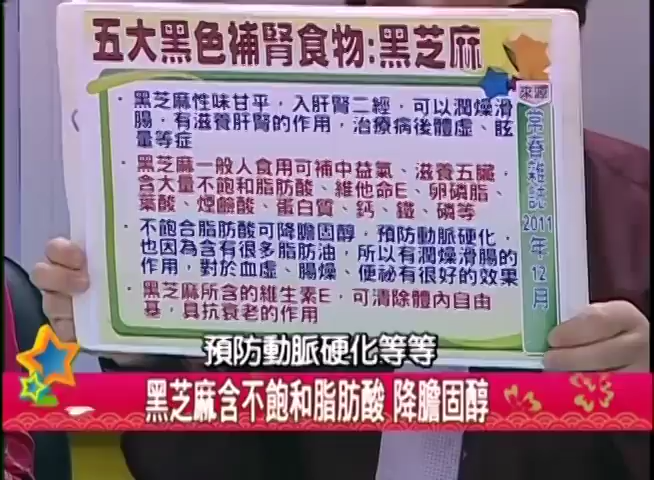 五大黑色補腎食物:黑芝麻
來源
常春雜誌 2011年12月
·黑芝麻性味甘平，入肝腎二經，可以潤燥滑
腸，有滋養肝腎的作用，治療病後體虛、眩
暈等症
·黑芝麻一般人食用可補中益氣、滋養五臟，
含大量不飽和脂肪酸、維他命E、卵磷脂、
葉酸、煙鹼酸、蛋白質、鈣、鐵、磷等
·不飽合脂肪酸可降膽固醇，預防動脈硬化，
也因為含有很多脂肪油，所以有潤燥滑腸的
作用，對於血虛、腸燥、便祕有很好的效果
·黑芝麻所含的維生素E，可清除體內自由
基，具抗衰老的作用
預防動脈硬化等等
黑芝麻含不飽和脂肪酸 降膽固醇